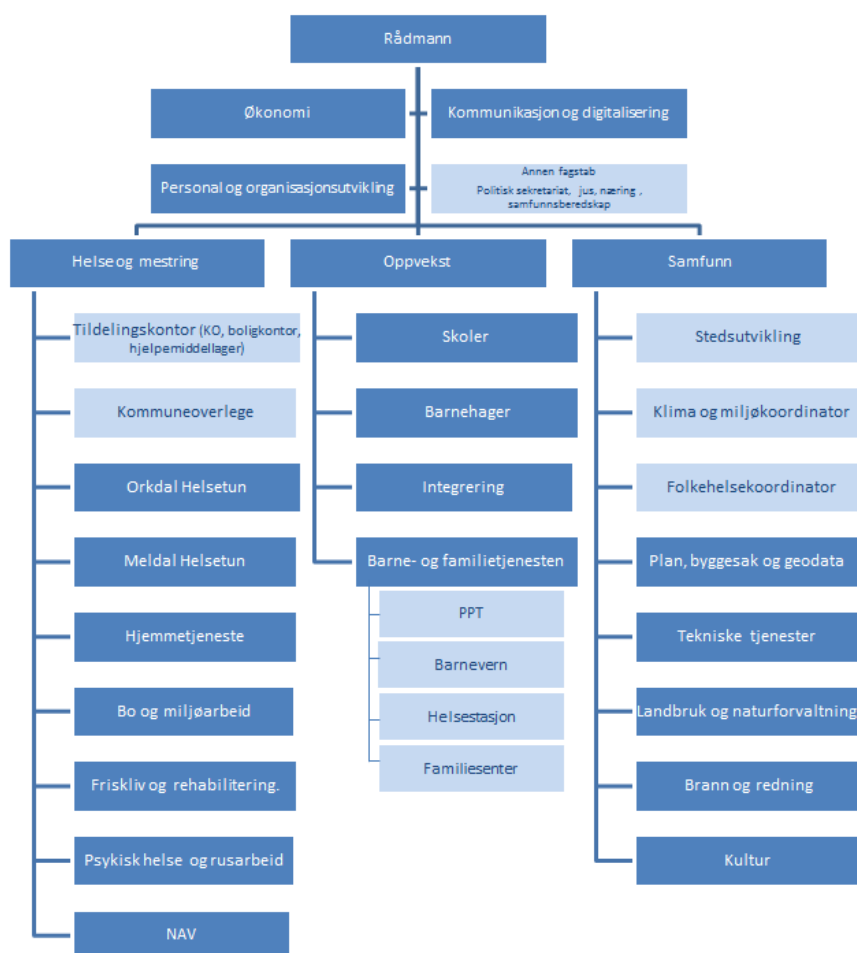 Rådmann
Økonomi
Kommunikasjon og digitalisering
Personal og organisasjonsutvikling
Annen fagstab
Politisk sekretariat, jus, næring ,
samfunnsberedskap
Helse og mestring
Oppvekst
Samfunn
Tildelingskontor (KO, boligkontor,
hjelpemiddellager)
Kommuneoverlege
Orkdal Helsetun
Meldal Helsetun
Hjemmetjeneste
Bo og miljøarbeid
Friskliv og rehabilitering.
Psykisk helse og rusarbeid
NAV
Skoler
Barnehager
Integrering
Barne- og familietjenesten
PPT
Barnevern
Helsestasjon
Familiesenter
Stedsutvikling
Klima og miljøkoordinator
Folkehelsekoordinator
Plan, byggesak og geodata
Tekniske tjenester
Landbruk og naturforvaltning
Brann og redning
Kultur